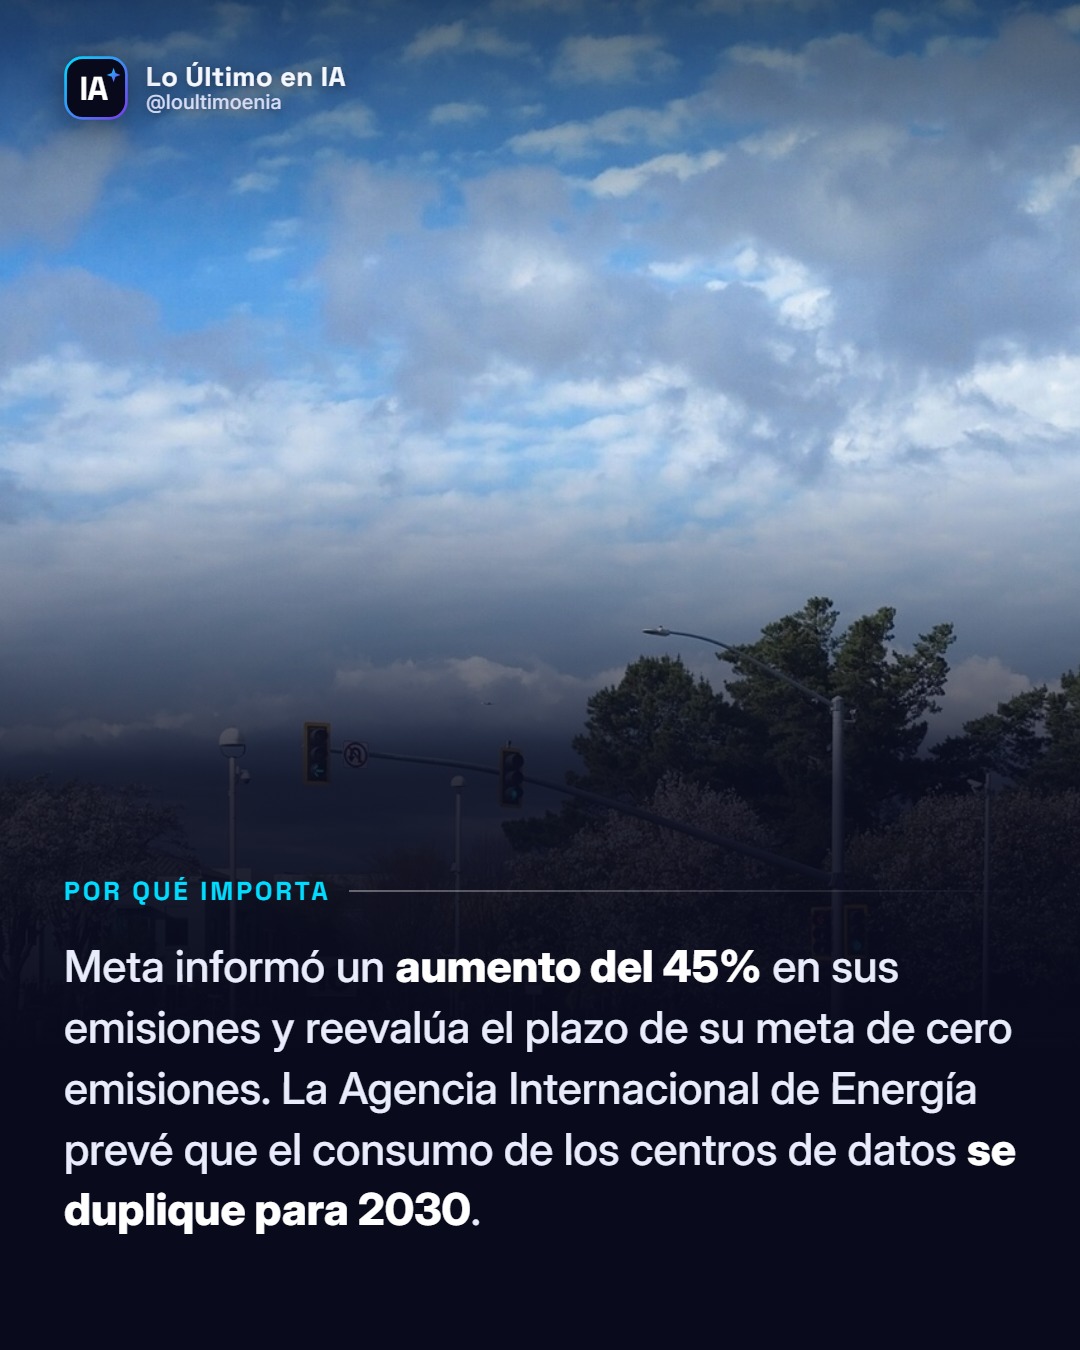 IA
Lo Último en IA
@loultimoenia
POR QUÉ IMPORTA
Meta informó un aumento del 45% en sus
emisiones y reevalúa el plazo de su meta de cero
emisiones. La Agencia Internacional de Energía
prevé que el consumo de los centros de datos se
duplique para 2030.